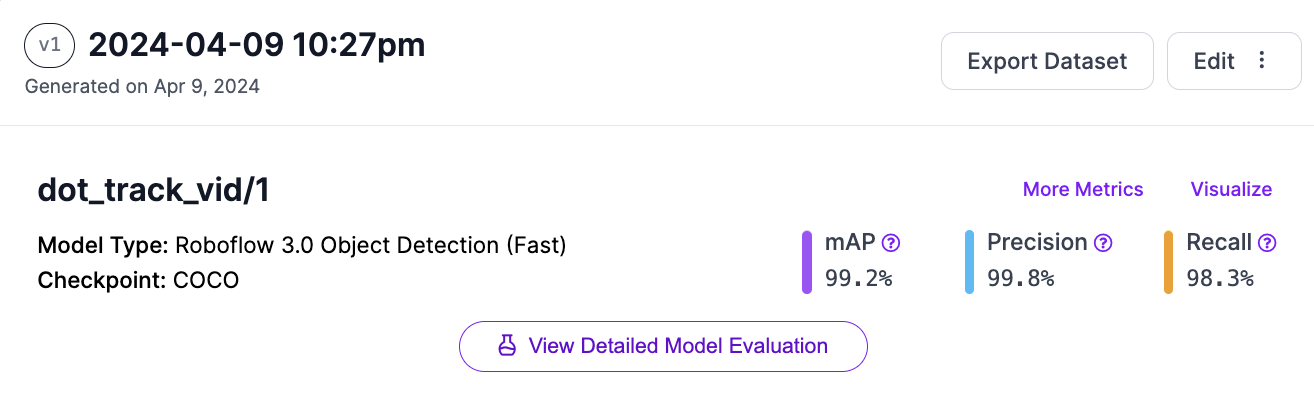 v1 2024-04-09 10:27pm
Generated on Apr 9, 2024
Export Dataset
Edit
dot_track_vid/1
More Metrics
Visualize
Model Type: Roboflow 3.0 Object Detection (Fast)
Checkpoint: COCO
mAP ?
99.2%
Precision ?
99.8%
Recall ?
98.3%
View Detailed Model Evaluation